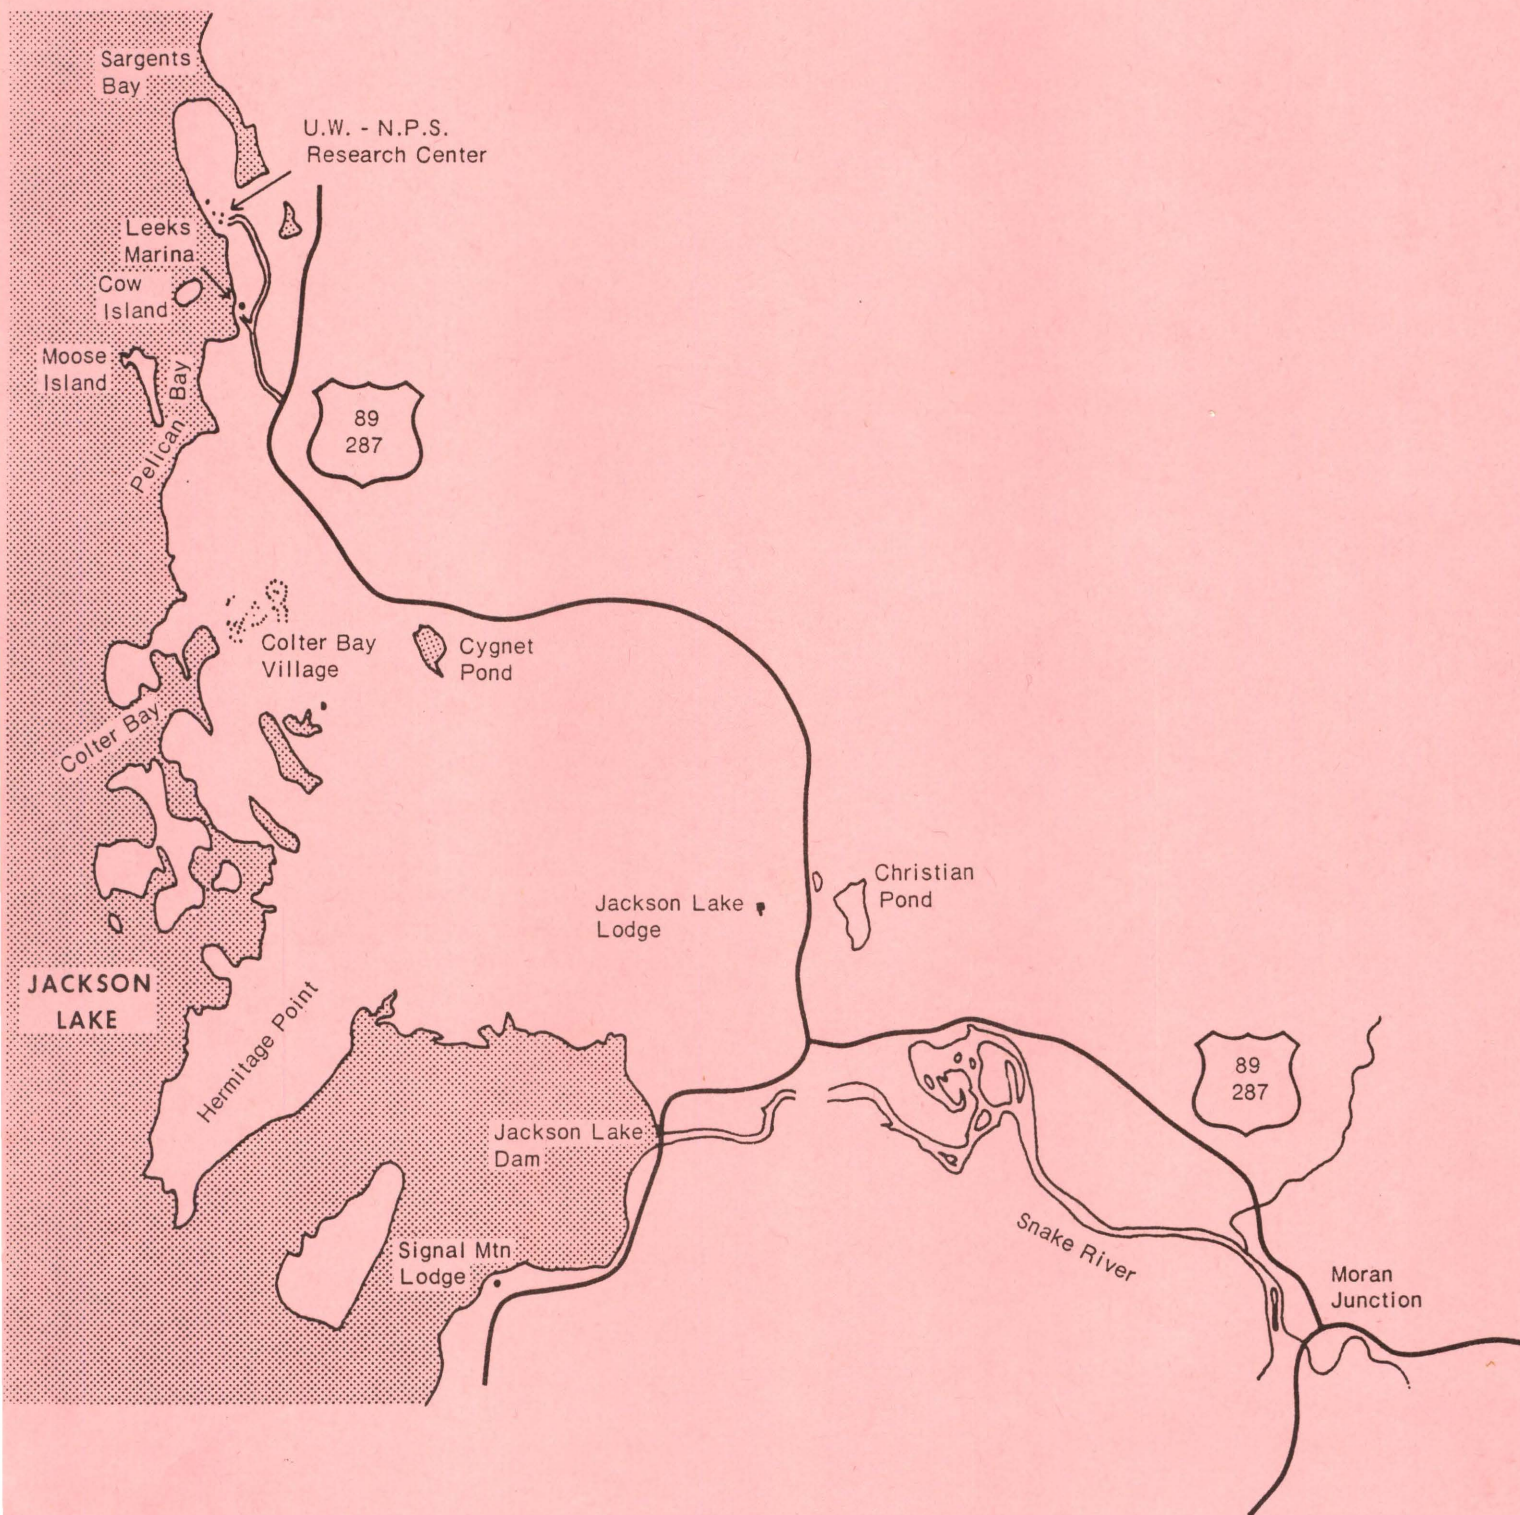 Sargents
Bay
U.W. - N.P.S.
Research Center
Leeks
Marina
Cow
Island
Moose
Island
Pelican Bay
89
287
Colter Bay
Village
Cygnet
Pond
Colter Bay
Christian
Pond
Jackson Lake
Lodge
JACKSON
LAKE
Hermitage Point
89
287
Jackson Lake
Dam
Snake River
Signal Mtn
Lodge
Moran
Junction